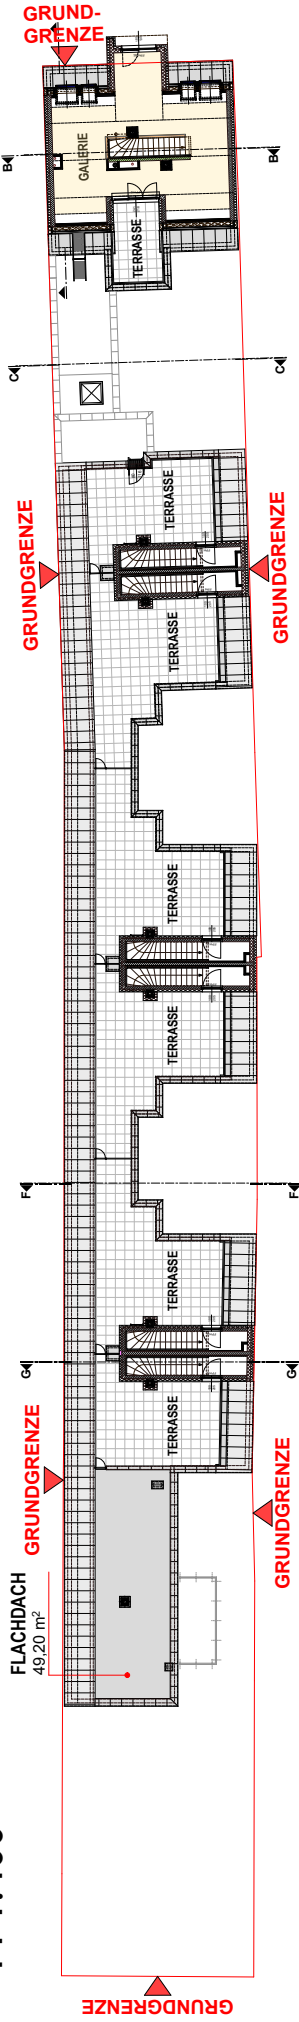 GRUND-
GRENZE
GALERIE
B
B
TERRASSE
C
C
TERRASSE
GRUNDGRENZE
GRUNDGRENZE
TERRASSE
TERRASSE
TERRASSE
F
F
TERRASSE
G
G
TERRASSE
GRUNDGRENZE
GRUNDGRENZE
FLACHDACH
49,20 m²
GRUNDGRENZE